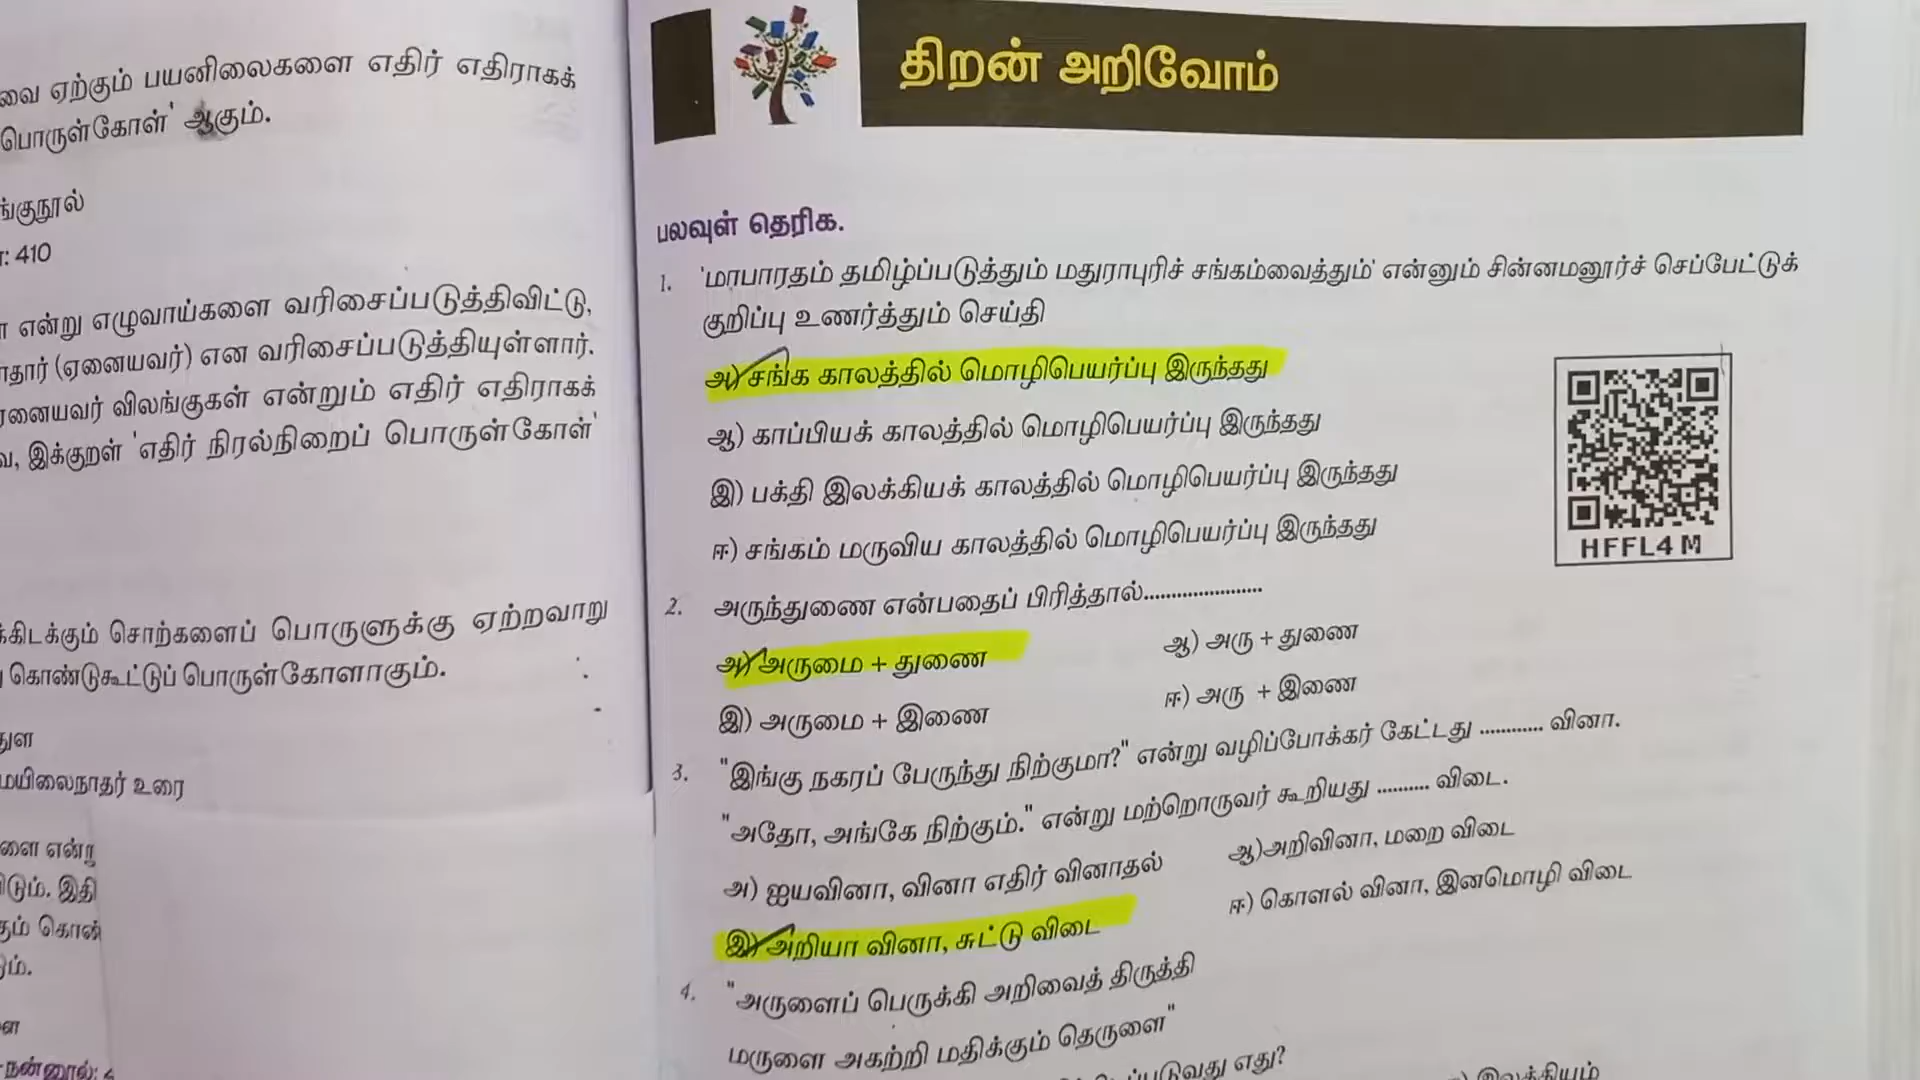 ஏற்கும் பயனிலைகளை எதிர் எதிராகக்
பொருள்கோள்' ஆகும்.
: 410
என்று எழுவாய்களை வரிசைப்படுத்திவிட்டு,
(ஏனையவர்) என வரிசைப்படுத்தியுள்ளார்.
விலங்குகள் என்றும் எதிர் எதிராகக்
இக்குறள் 'எதிர் நிரல்நிறைப் பொருள்கோள்'
சொற்களைப் பொருளுக்கு ஏற்றவாறு
கொண்டுகூட்டுப் பொருள்கோளாகும்.
மயிலைநாதர் உரை
திறன் அறிவோம்
பலவுள் தெரிக.
1. 'மாபாரதம் தமிழ்ப்படுத்தும் மதுராபுரிச் சங்கம்வைத்தும்' என்னும் சின்னமனூர்ச் செப்பேட்டுக்
குறிப்பு உணர்த்தும் செய்தி
அ) சங்க காலத்தில் மொழிபெயர்ப்பு இருந்தது
ஆ) காப்பியக் காலத்தில் மொழிபெயர்ப்பு இருந்தது
இ) பக்தி இலக்கியக் காலத்தில் மொழிபெயர்ப்பு இருந்தது
ஈ) சங்கம் மருவிய காலத்தில் மொழிபெயர்ப்பு இருந்தது
HFFL4M
2. அருந்துணை என்பதைப் பிரித்தால்......................
அ) அருமை + துணை ஆ) அரு + துணை
இ) அருமை + இணை ஈ) அரு + இணை
3. "இங்கு நகரப் பேருந்து நிற்குமா?" என்று வழிப்போக்கர் கேட்டது ............ வினா.
"அதோ, அங்கே நிற்கும்." என்று மற்றொருவர் கூறியது .......... விடை.
அ) ஐயவினா, வினா எதிர் வினாதல் ஆ)அறிவினா, மறை விடை
இ) அறியா வினா, சுட்டு விடை ஈ) கொளல் வினா, இனமொழி விடை
4. "அருளைப் பெருக்கி அறிவைத் திருத்தி
மருளை அகற்றி மதிக்கும் தெருளை"
எது?
இலக்கியம்